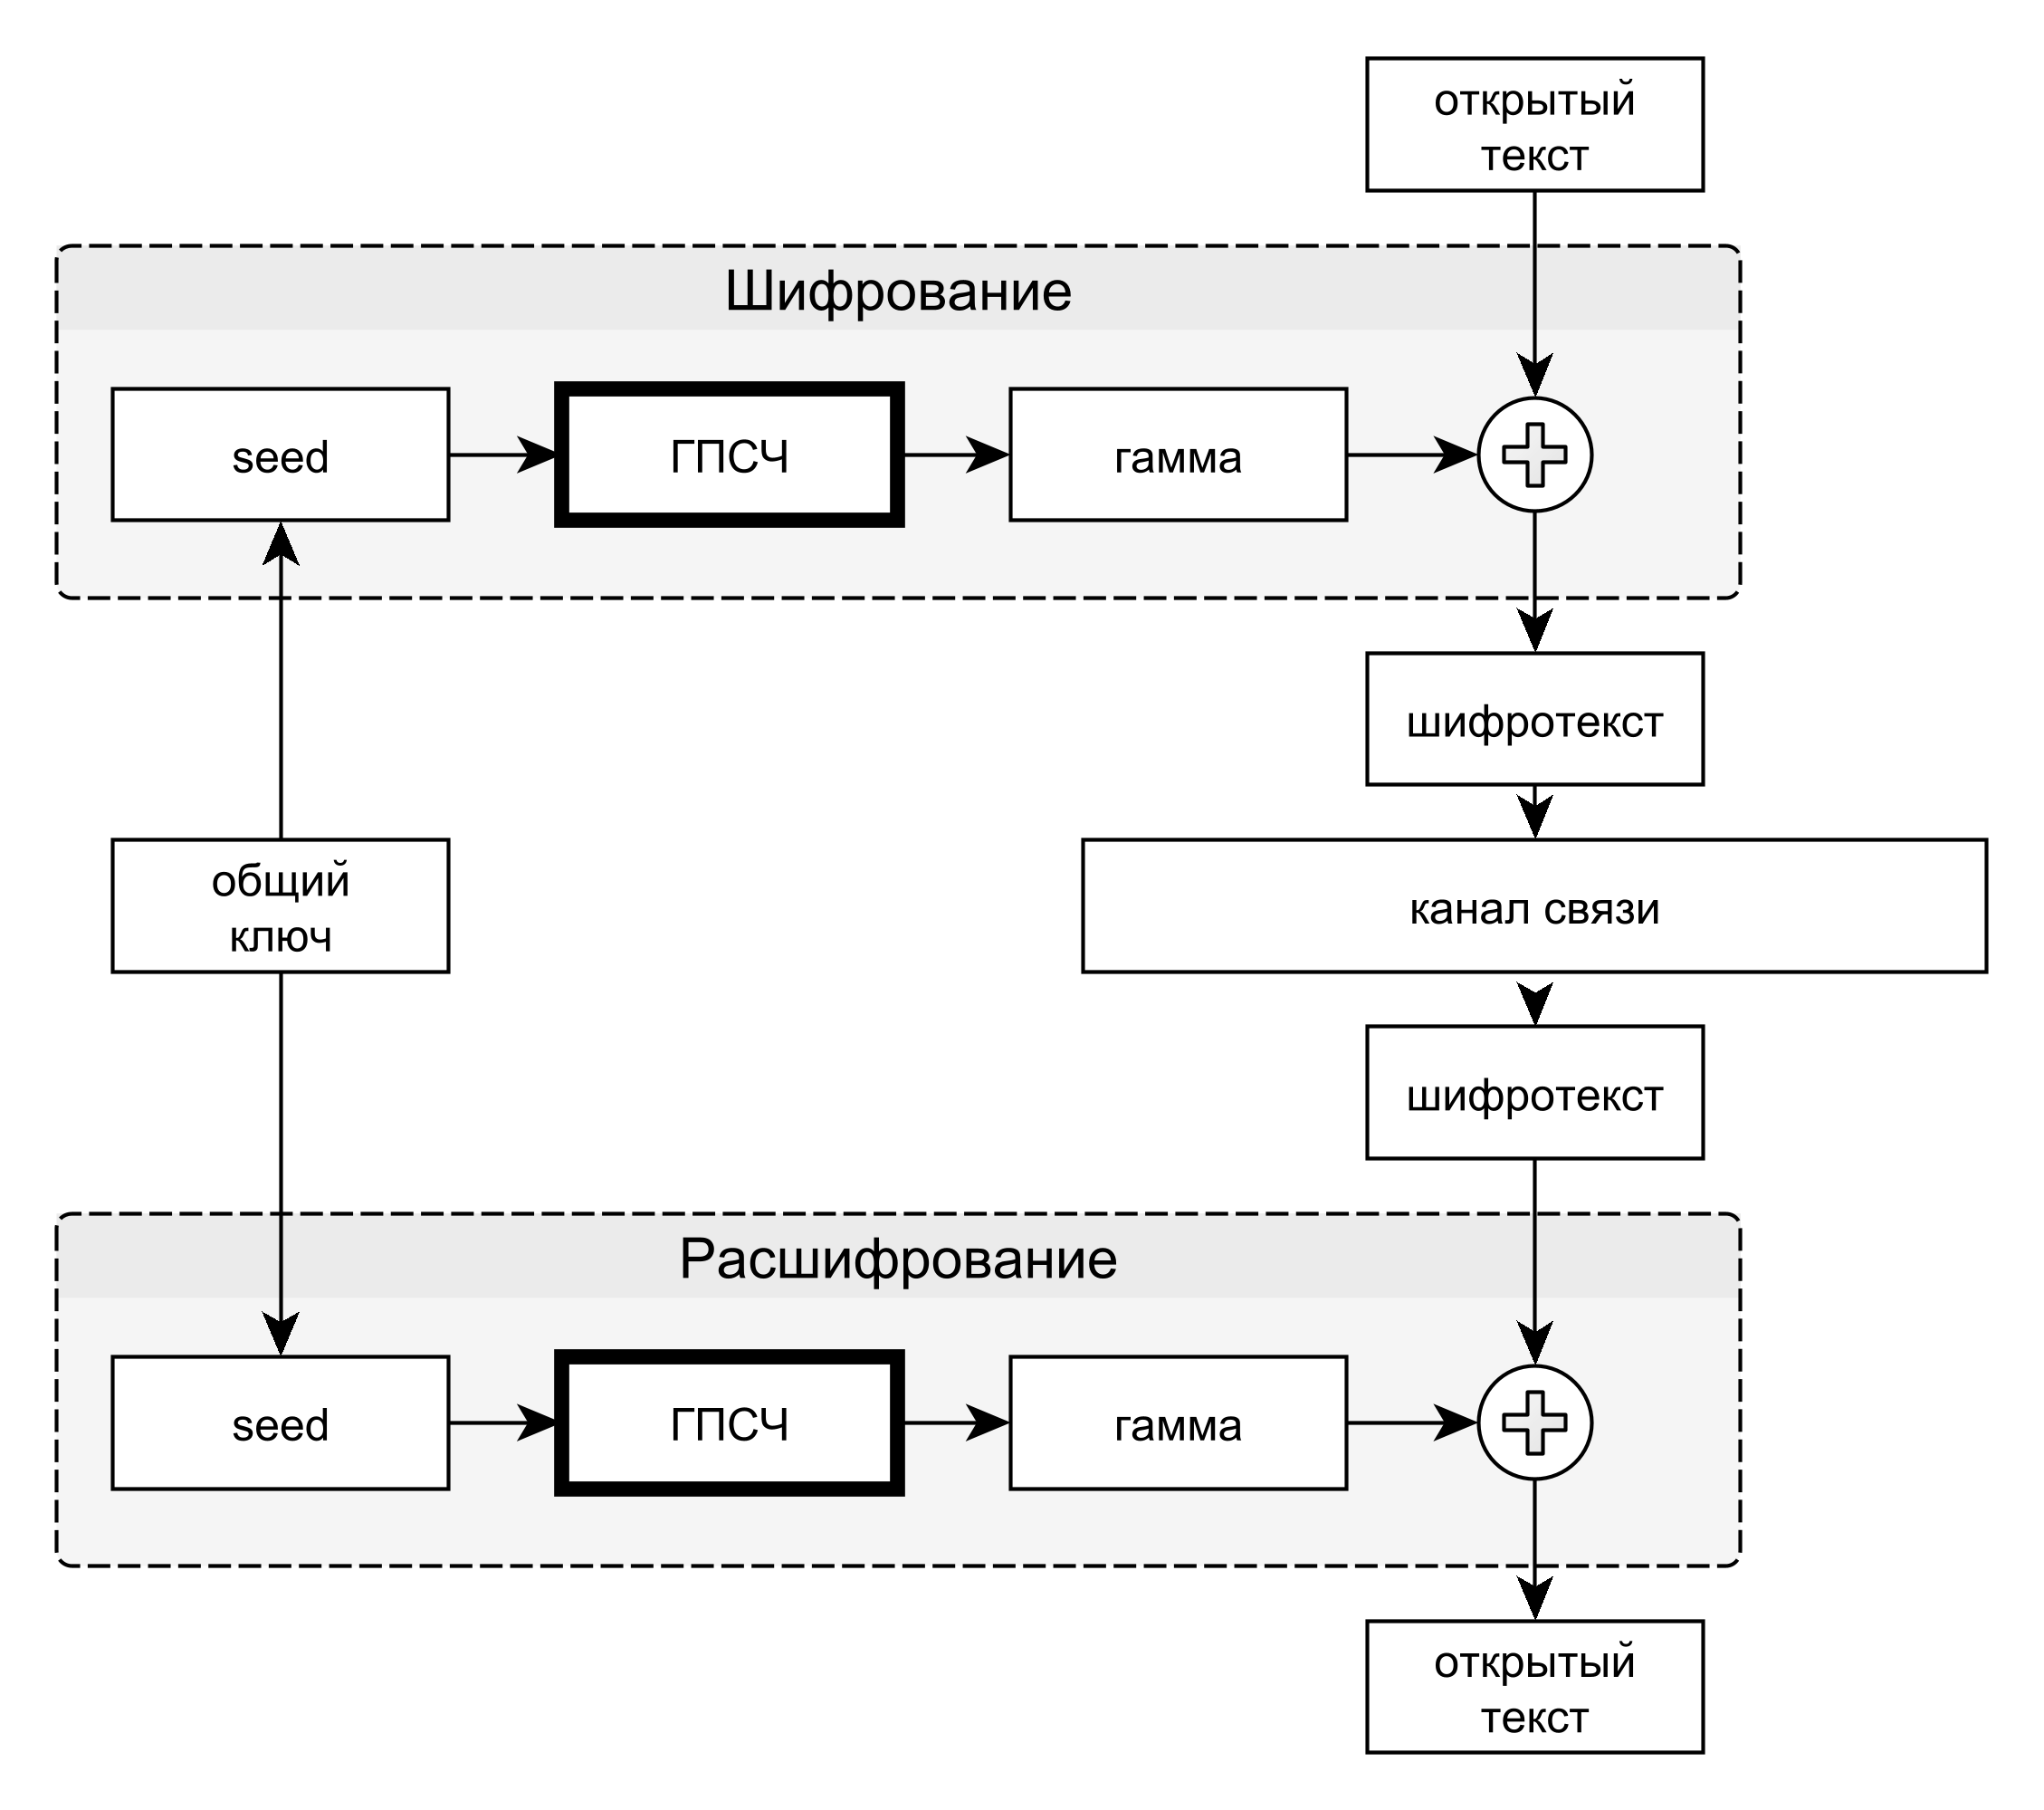 открытый
текст
Шифрование
seed
ГПСЧ
гамма
шифротекст
общий
ключ
канал связи
шифротекст
Расшифрование
seed
ГПСЧ
гамма
открытый
текст